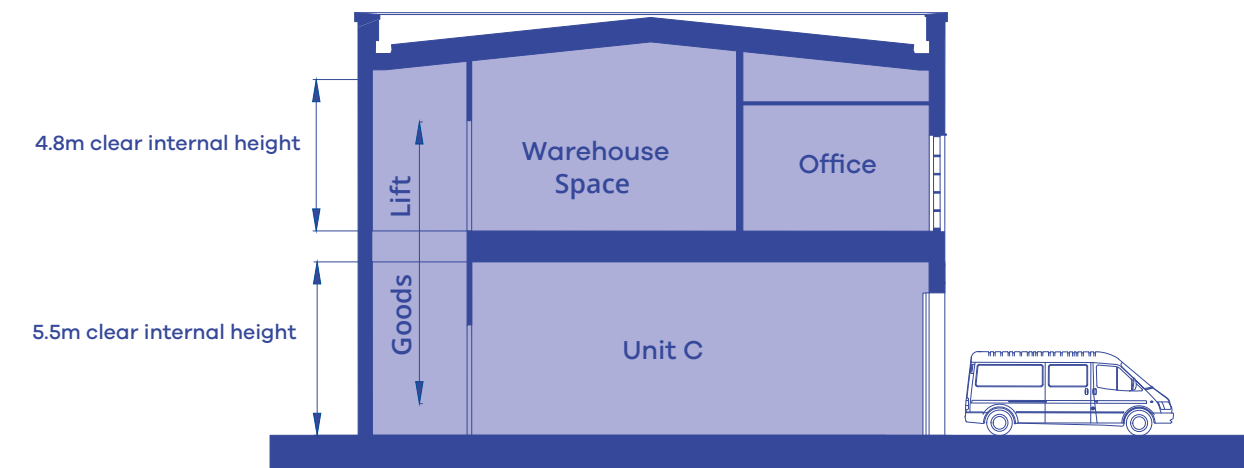 4.8m clear internal height
Warehouse
Space
Office
Lift
Goods
5.5m clear internal height
Unit C